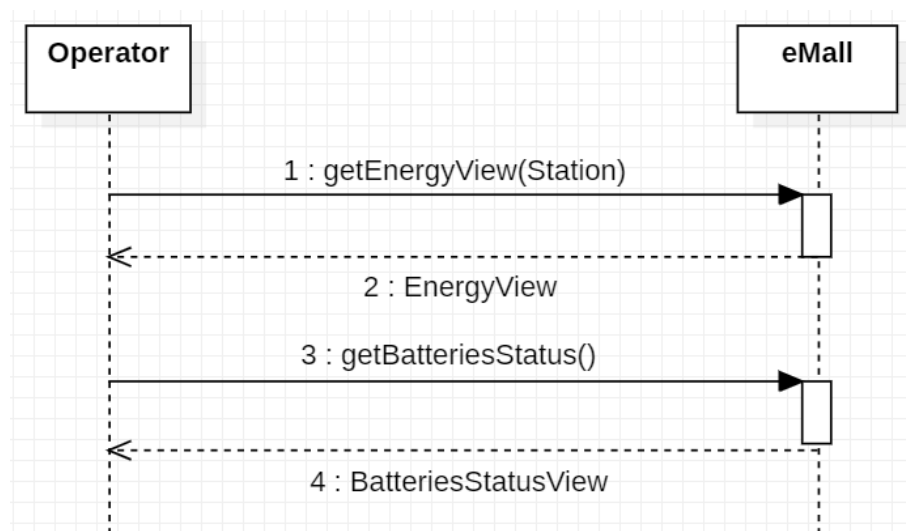 Operator
eMall
1 : getEnergyView(Station)
2 : EnergyView
3 : getBatteriesStatus()
4 : BatteriesStatusView